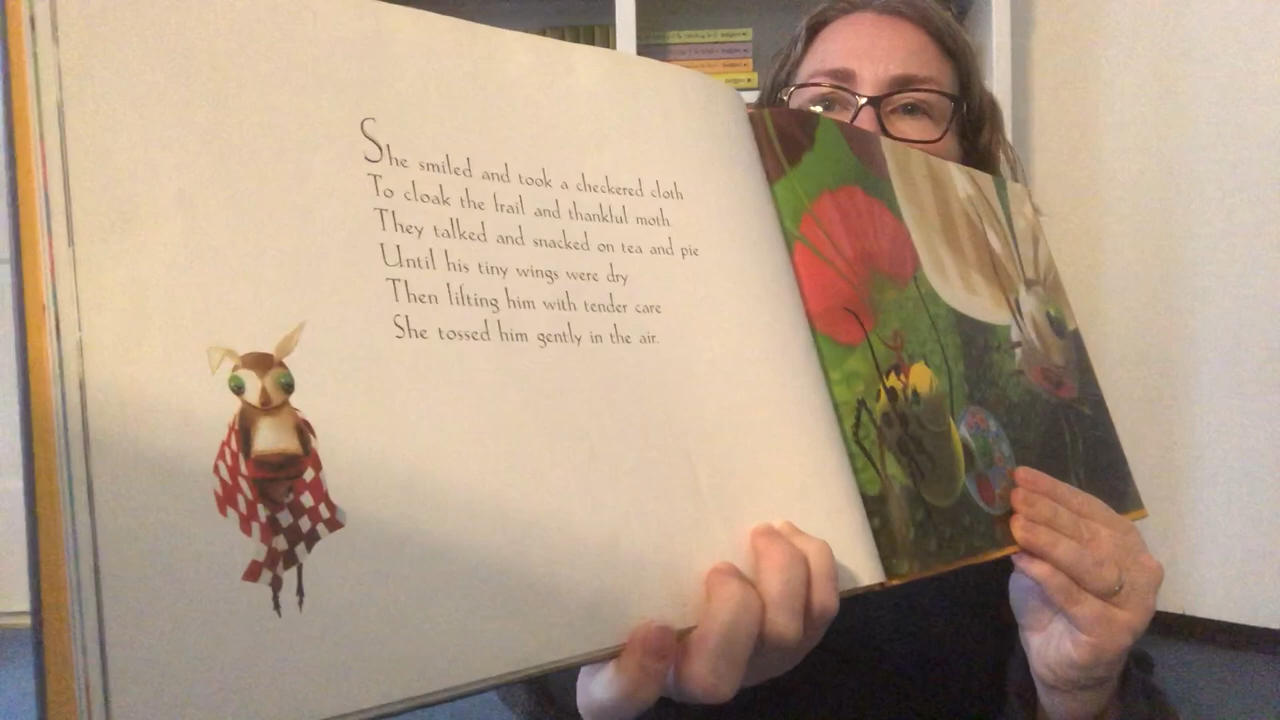 She smiled and took a checkered cloth
To cloak the frail and thankful moth.
They talked and snacked on tea and pie
Until his tiny wings were dry
Then lifting him with tender care
She tossed him gently in the air.